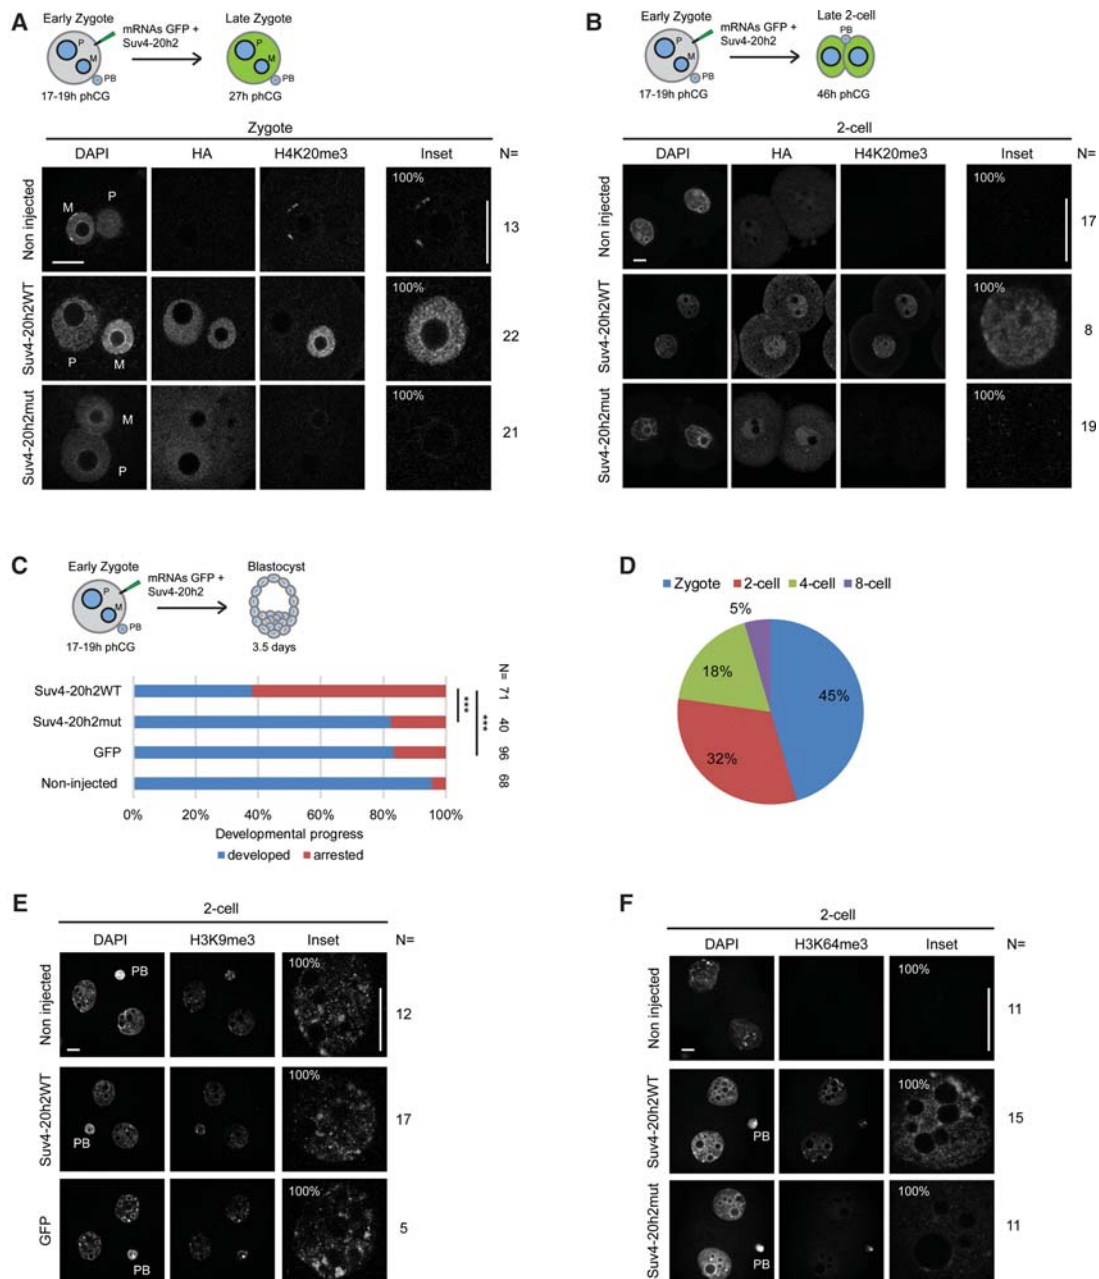 A
Early Zygote
mRNAs GFP +
Suv4-20h2
Late Zygote
P
M
PB
P
M
PB
17-19h phCG
27h phCG
Zygote
DAPI HA H4K20me3 Inset N=
Non injected
M P
100%
13
Suv4-20h2WT
P M
100%
22
Suv4-20h2mut
M
P
100%
21
B
Early Zygote
mRNAs GFP +
Suv4-20h2
Late 2-cell
P
M
PB
PB
17-19h phCG
46h phCG
2-cell
DAPI HA H4K20me3 Inset N=
Non injected
100%
17
Suv4-20h2WT
100%
8
Suv4-20h2mut
100%
19
C
Early Zygote
mRNAs GFP +
Suv4-20h2
Blastocyst
P
M
PB
17-19h phCG
3.5 days
N=
Suv4-20h2WT 71
Suv4-20h2mut 40
GFP 96
Non-injected 68
***
***
0% 20% 40% 60% 80% 100%
Developmental progress
developed arrested
D
Zygote 2-cell 4-cell 8-cell
5%
18%
45%
32%
E
2-cell
DAPI H3K9me3 Inset N=
Non injected
PB
100%
12
Suv4-20h2WT
PB
100%
17
GFP
PB
100%
5
F
2-cell
DAPI H3K64me3 Inset N=
Non injected
100%
11
Suv4-20h2WT
PB
100%
15
Suv4-20h2mut
PB
100%
11